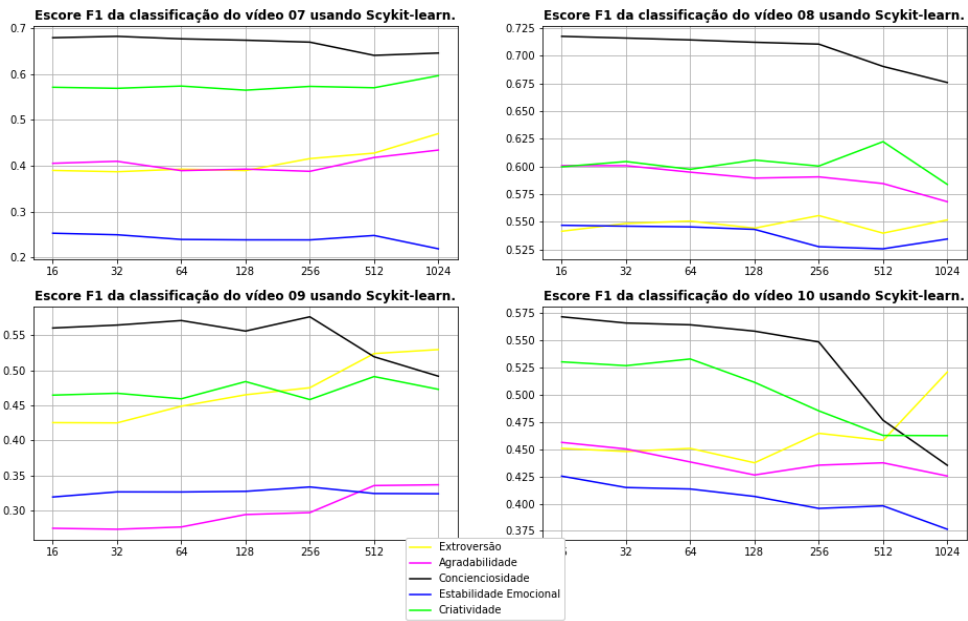 Escore F1 da classificação do vídeo 07 usando Scykit-learn.
0.7
0.6
0.5
0.4
0.3
0.2
16 32 64 128 256 512 1024
Escore F1 da classificação do vídeo 08 usando Scykit-learn.
0.725
0.700
0.675
0.650
0.625
0.600
0.575
0.550
0.525
16 32 64 128 256 512 1024
Escore F1 da classificação do vídeo 09 usando Scykit-learn.
0.55
0.50
0.45
0.40
0.35
0.30
16 32 64 128 256 512
Escore F1 da classificação do vídeo 10 usando Scykit-learn.
0.575
0.550
0.525
0.500
0.475
0.450
0.425
0.400
0.375
32 64 128 256 512 1024
Extroversão
Agradabilidade
Concienciosidade
Estabilidade Emocional
Criatividade